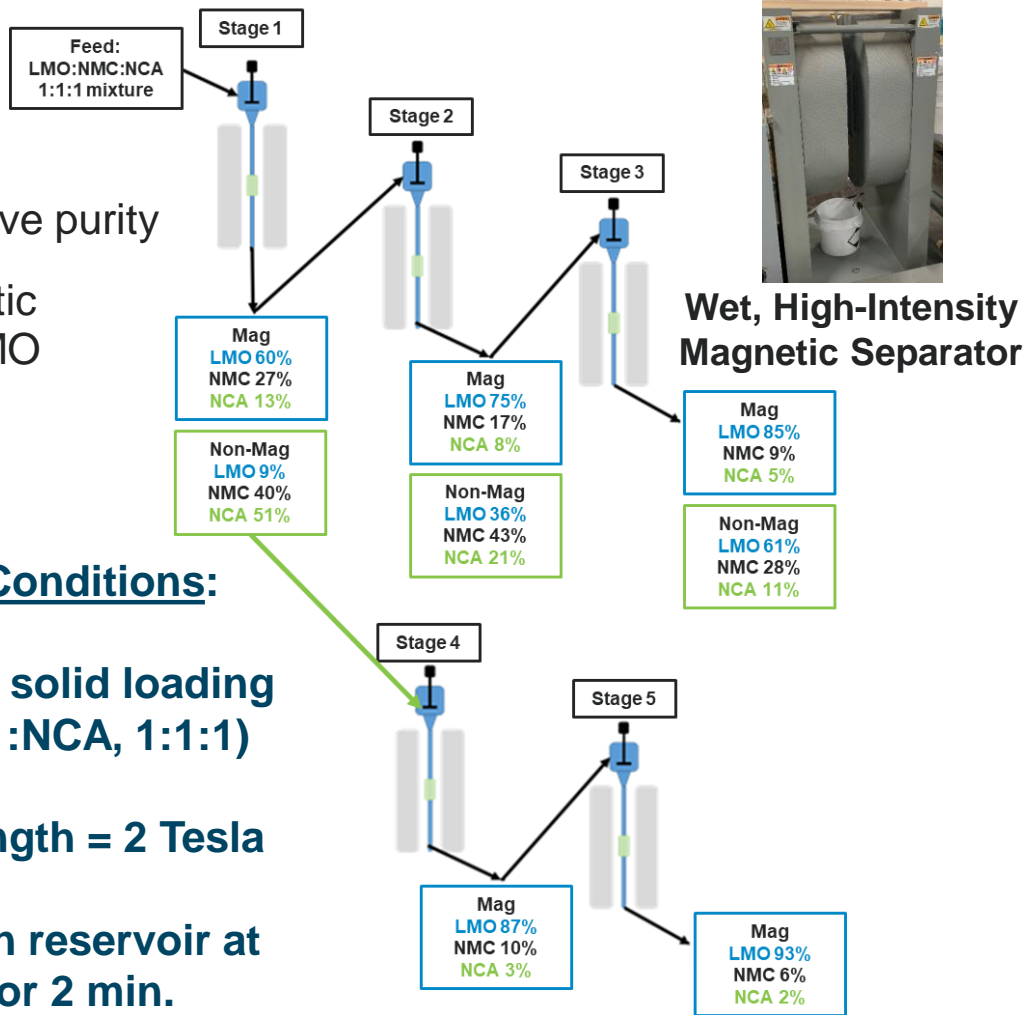 Stage 1
Feed:
LMO:NMC:NCA
1:1:1 mixture
Stage 2
Stage 3
ve purity
tic
MO
Wet, High-Intensity
Magnetic Separator
Mag
LMO 60%
NMC 27%
NCA 13%
Non-Mag
LMO 9%
NMC 40%
NCA 51%
Mag
LMO 75%
NMC 17%
NCA 8%
Non-Mag
LMO 36%
NMC 43%
NCA 21%
Mag
LMO 85%
NMC 9%
NCA 5%
Non-Mag
LMO 61%
NMC 28%
NCA 11%
Conditions:
solid loading
:NCA, 1:1:1)
ngth = 2 Tesla
n reservoir at
or 2 min.
Stage 4
Stage 5
Mag
LMO 87%
NMC 10%
NCA 3%
Mag
LMO 93%
NMC 6%
NCA 2%